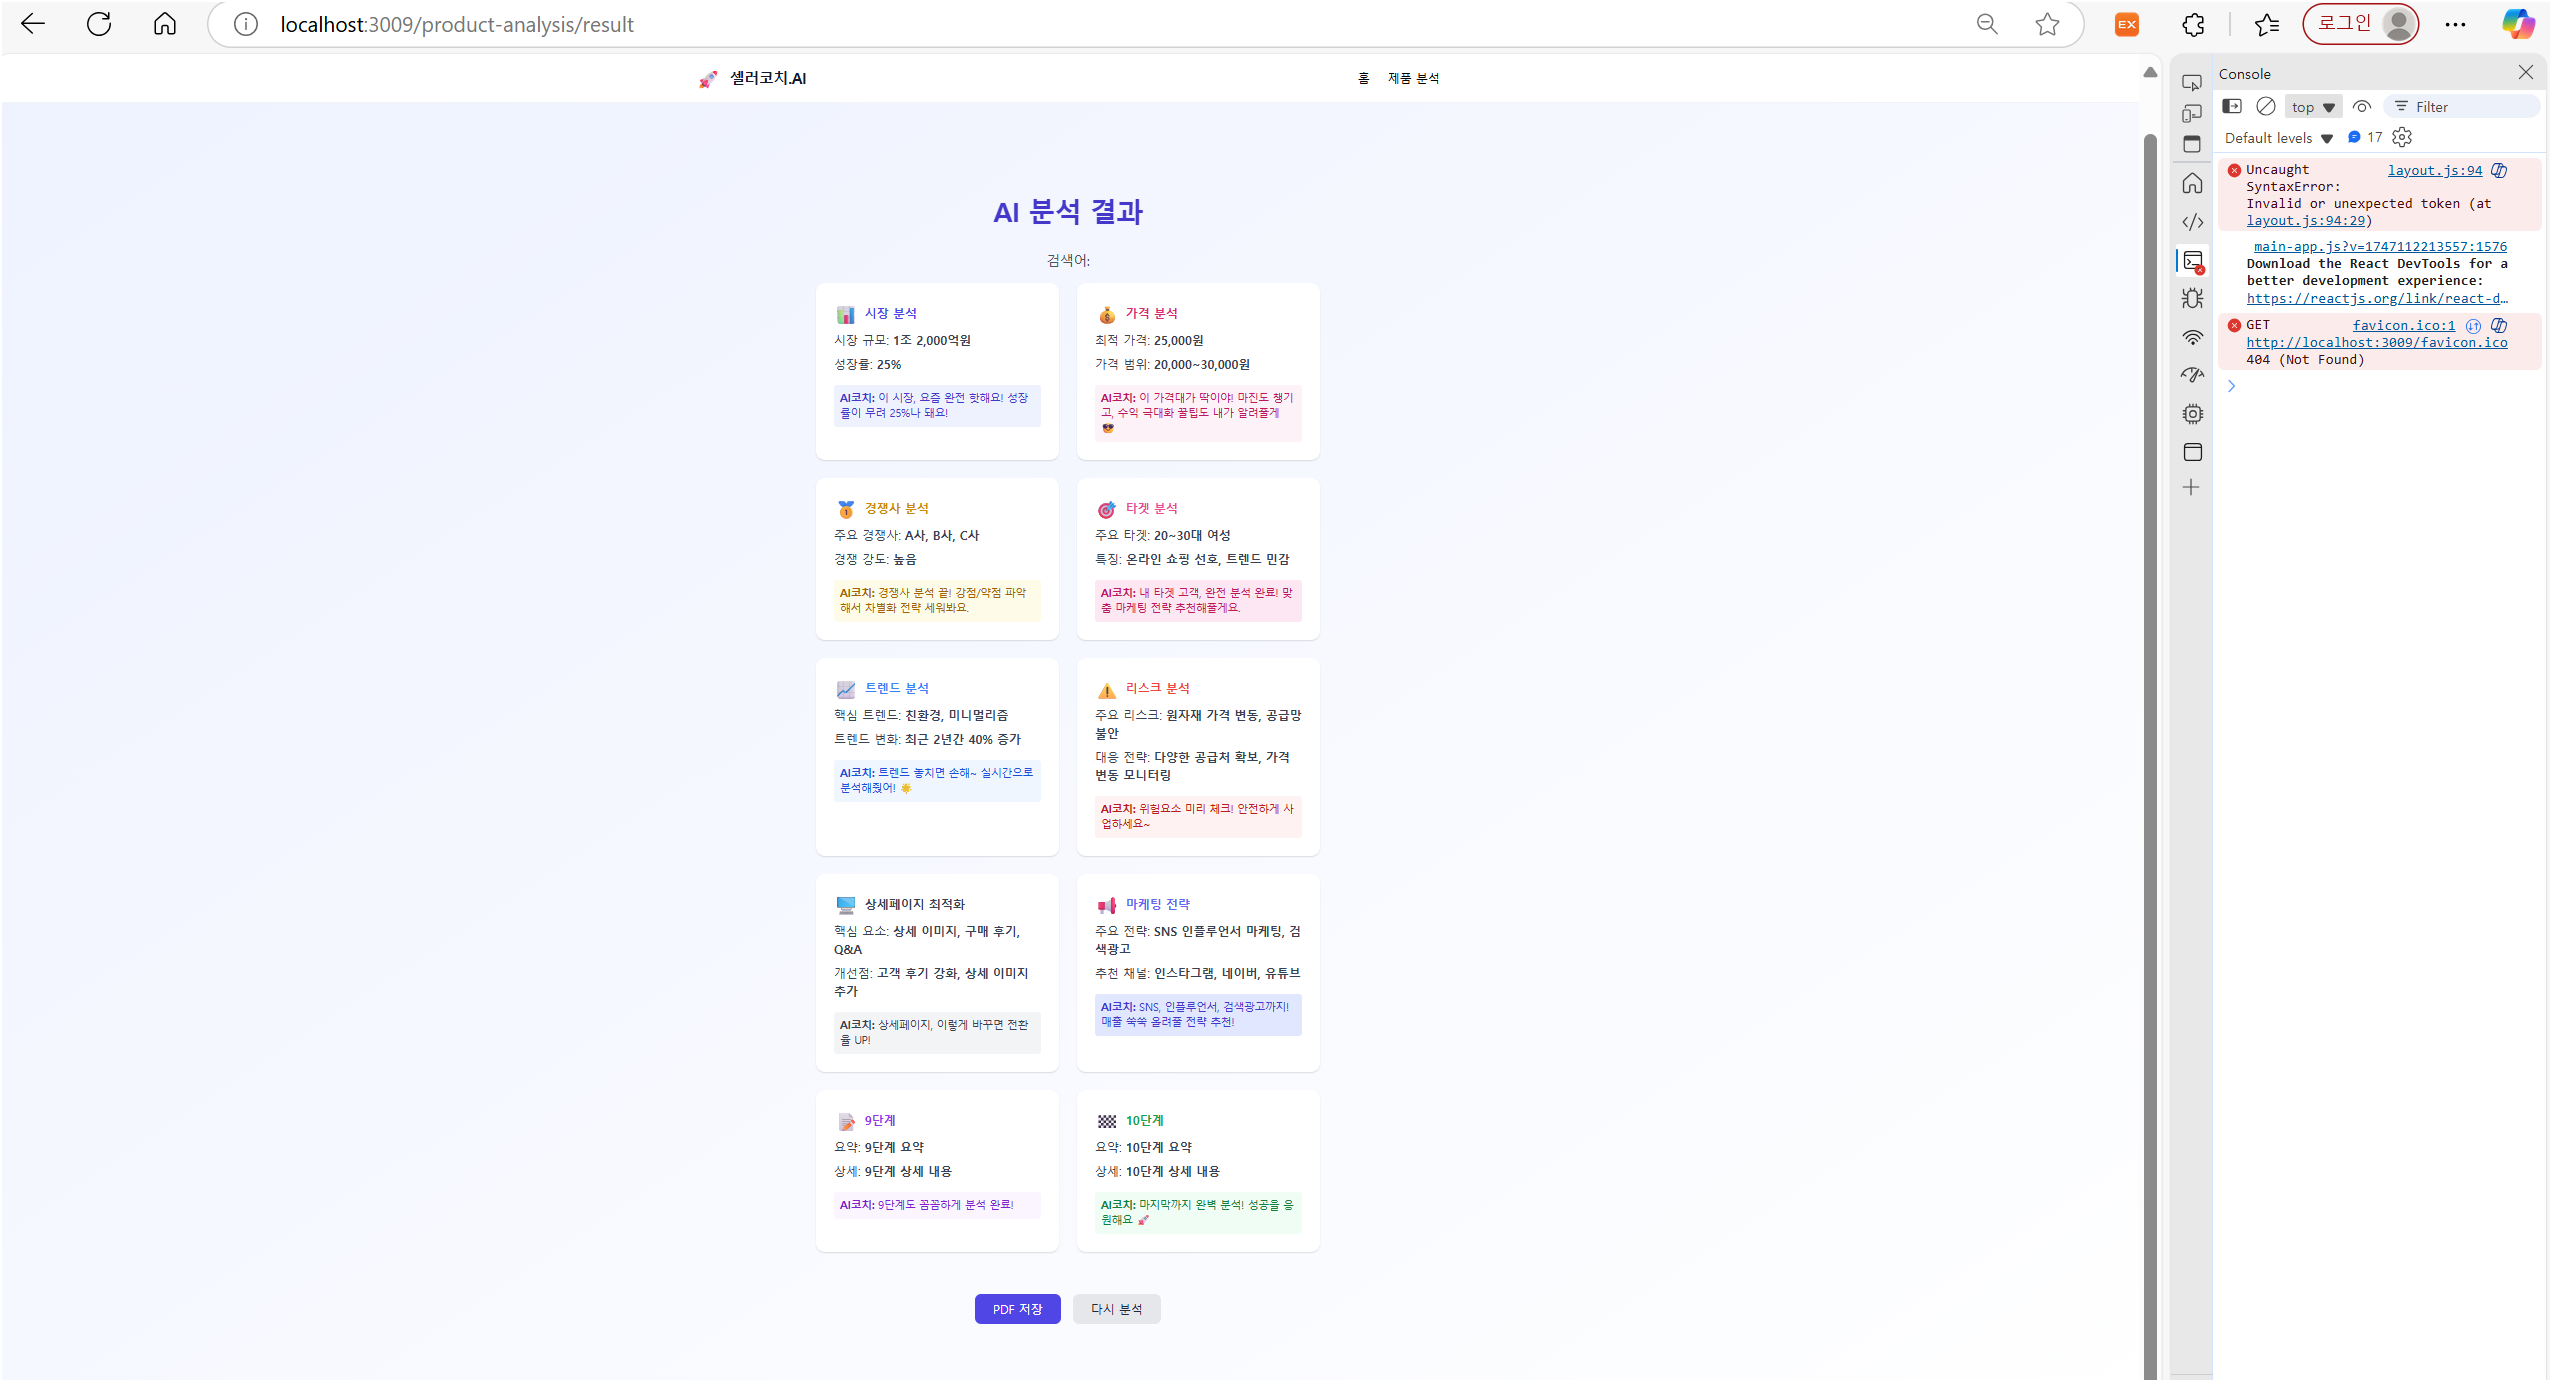 localhost:3009/product-analysis/result
EX
로그인
셀러코치.AI
홈
제품 분석
AI 분석 결과
검색어:
시장 분석
시장 규모: 1조 2,000억원
성장률: 25%
AI코치: 이 시장, 요즘 완전 핫해요! 성장
률이 무려 25%나 돼요!
가격 분석
최적 가격: 25,000원
가격 범위: 20,000~30,000원
AI코치: 이 가격대가 딱이야! 마진도 챙기
고, 수익 극대화 꿀팁도 내가 알려줄게
😎
경쟁사 분석
주요 경쟁사: A사, B사, C사
경쟁 강도: 높음
AI코치: 경쟁사 분석 끝! 강점/약점 파악
해서 차별화 전략 세워봐요.
타겟 분석
주요 타겟: 20~30대 여성
특징: 온라인 쇼핑 선호, 트렌드 민감
AI코치: 내 타겟 고객, 완전 분석 완료! 맞
춤 마케팅 전략 추천해줄게요.
트렌드 분석
핵심 트렌드: 친환경, 미니멀리즘
트렌드 변화: 최근 2년간 40% 증가
AI코치: 트렌드 놓치면 손해~ 실시간으로
분석해줬어! 🌟
리스크 분석
주요 리스크: 원자재 가격 변동, 공급망
불안
대응 전략: 다양한 공급처 확보, 가격
변동 모니터링
AI코치: 위험요소 미리 체크! 안전하게 사
업하세요~
상세페이지 최적화
핵심 요소: 상세 이미지, 구매 후기,
Q&A
개선점: 고객 후기 강화, 상세 이미지
추가
AI코치: 상세페이지, 이렇게 바꾸면 전환
율 UP!
마케팅 전략
주요 전략: SNS 인플루언서 마케팅, 검
색광고
추천 채널: 인스타그램, 네이버, 유튜브
AI코치: SNS, 인플루언서, 검색광고까지!
매출 쑥쑥 올려줄 전략 추천!
9단계
요약: 9단계 요약
상세: 9단계 상세 내용
AI코치: 9단계도 꼼꼼하게 분석 완료!
10단계
요약: 10단계 요약
상세: 10단계 상세 내용
AI코치: 마지막까지 완벽 분석! 성공을 응
원해요 🚀
PDF 저장
다시 분석
Console
top
Filter
Default levels
17
Uncaught layout.js:94
SyntaxError:
Invalid or unexpected token (at
layout.js:94:29)
main-app.js?v=1747112213557:1576
Download the React DevTools for a
better development experience:
https://reactjs.org/link/react-d…
GET favicon.ico:1
http://localhost:3009/favicon.ico
404 (Not Found)